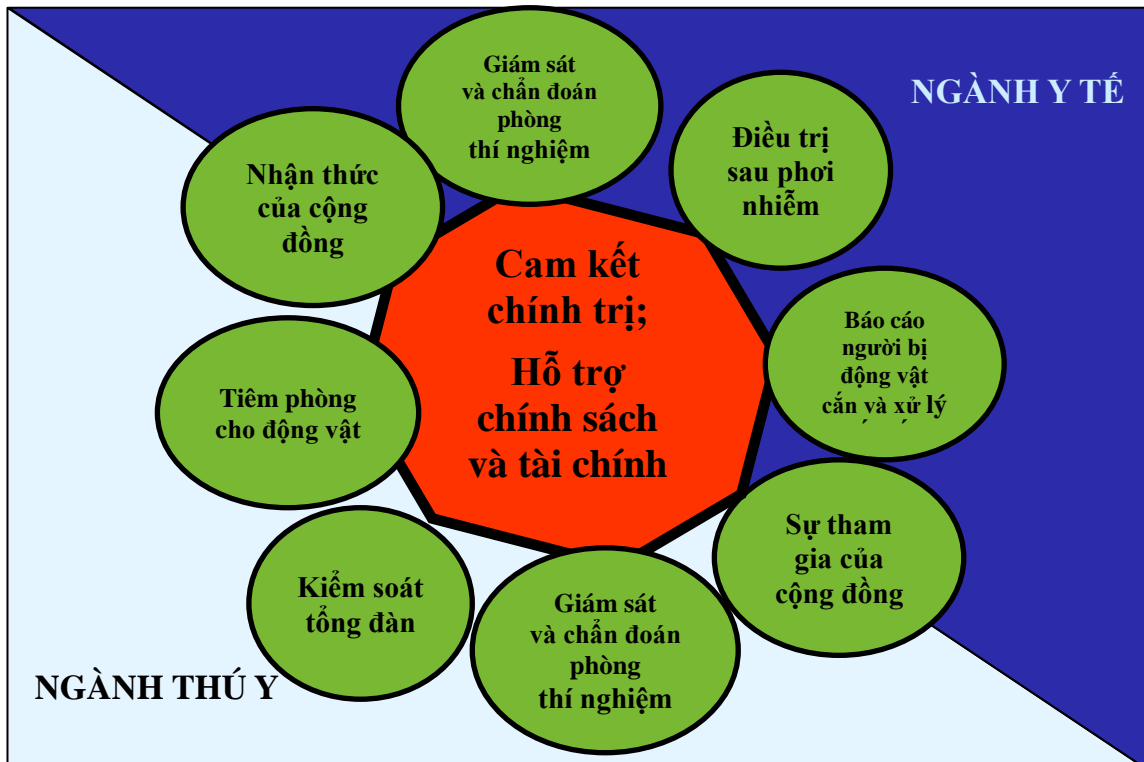 NGÀNH Y TẾ
Giám sát
và chẩn đoán
phòng
thí nghiệm
Điều trị
sau phơi
nhiễm
Nhận thức
của cộng
đồng
Cam kết
chính trị;
Hỗ trợ
chính sách
và tài chính
Báo cáo
người bị
động vật
cắn và xử lý
Tiêm phòng
cho động vật
Sự tham
gia của
cộng đồng
Kiểm soát
tổng đàn
Giám sát
và chẩn đoán
phòng
thí nghiệm
NGÀNH THÚ Y